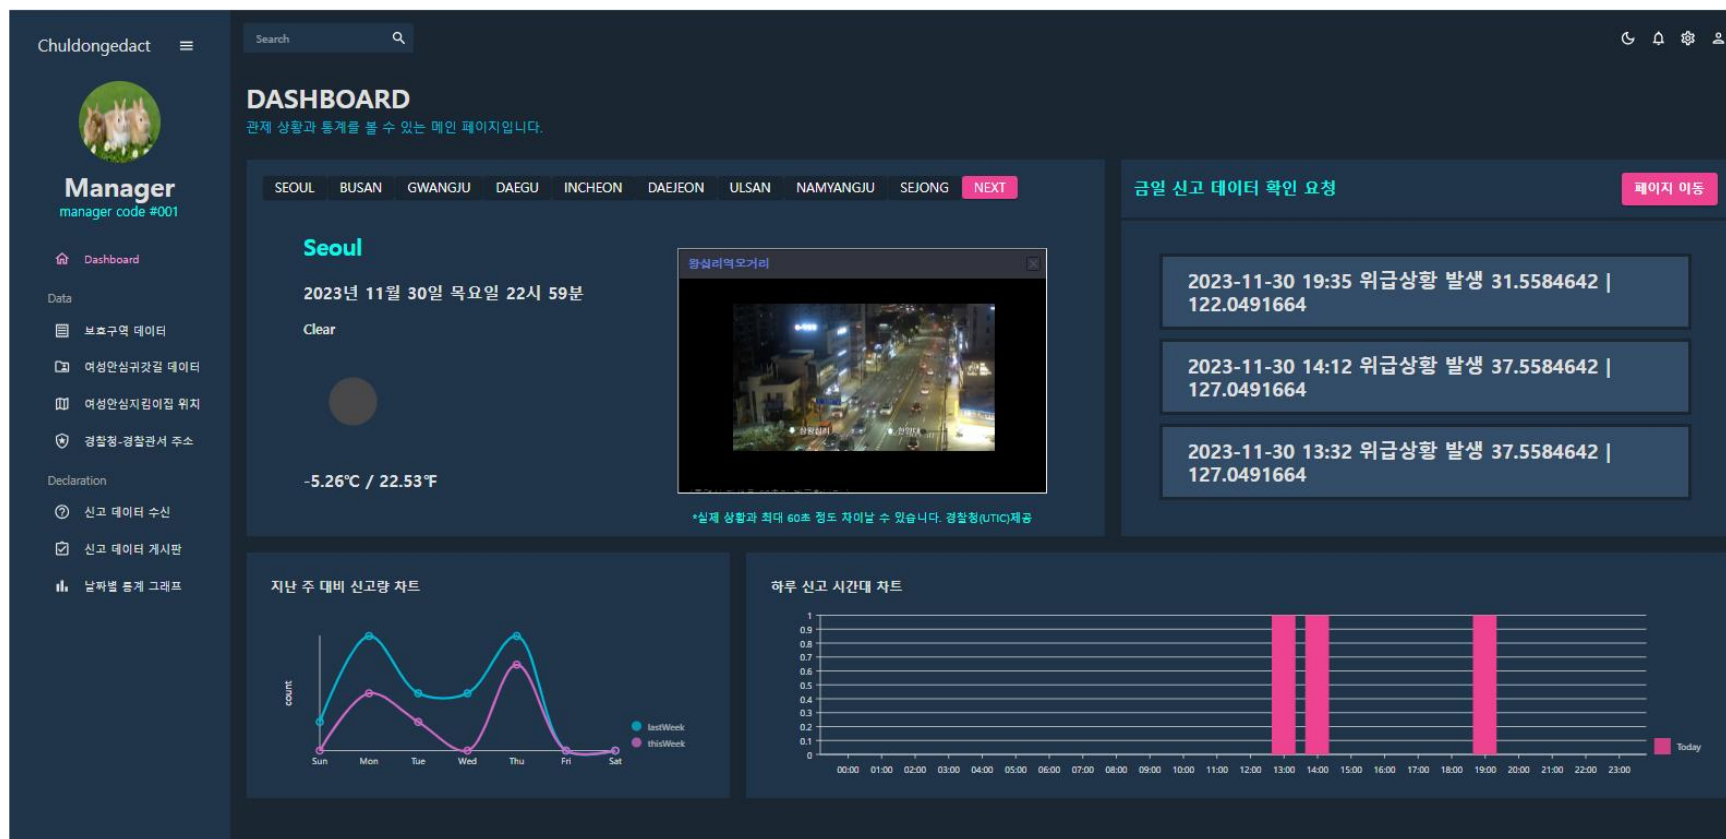 Chuldongedact
Search
Manager
manager code #001
Dashboard
Data
보호구역 데이터
여성안심귀갓길 데이터
여성안심지킴이집 위치
경찰청-경찰관서 주소
Declaration
신고 데이터 수신
신고 데이터 게시판
날짜별 통계 그래프
DASHBOARD
관제 상황과 통계를 볼 수 있는 메인 페이지입니다.
SEOUL BUSAN GWANGJU DAEGU INCHEON DAEJEON ULSAN NAMYANGJU SEJONG NEXT
Seoul
2023년 11월 30일 목요일 22시 59분
Clear
-5.26℃ / 22.53℉
왕십리역오거리
상왕십리
한양대
*실제 상황과 최대 60초 정도 차이날 수 있습니다. 경찰청(UTIC)제공
금일 신고 데이터 확인 요청
페이지 이동
2023-11-30 19:35 위급상황 발생 31.5584642 |
122.0491664
2023-11-30 14:12 위급상황 발생 37.5584642 |
127.0491664
2023-11-30 13:32 위급상황 발생 37.5584642 |
127.0491664
지난 주 대비 신고량 차트
count
Sun Mon Tue Wed Thu Fri Sat
lastWeek
thisWeek
하루 신고 시간대 차트
1
0.9
0.8
0.7
0.6
0.5
0.4
0.3
0.2
0.1
0
00:00 01:00 02:00 03:00 04:00 05:00 06:00 07:00 08:00 09:00 10:00 11:00 12:00 13:00 14:00 15:00 16:00 17:00 18:00 19:00 20:00 21:00 22:00 23:00
Today